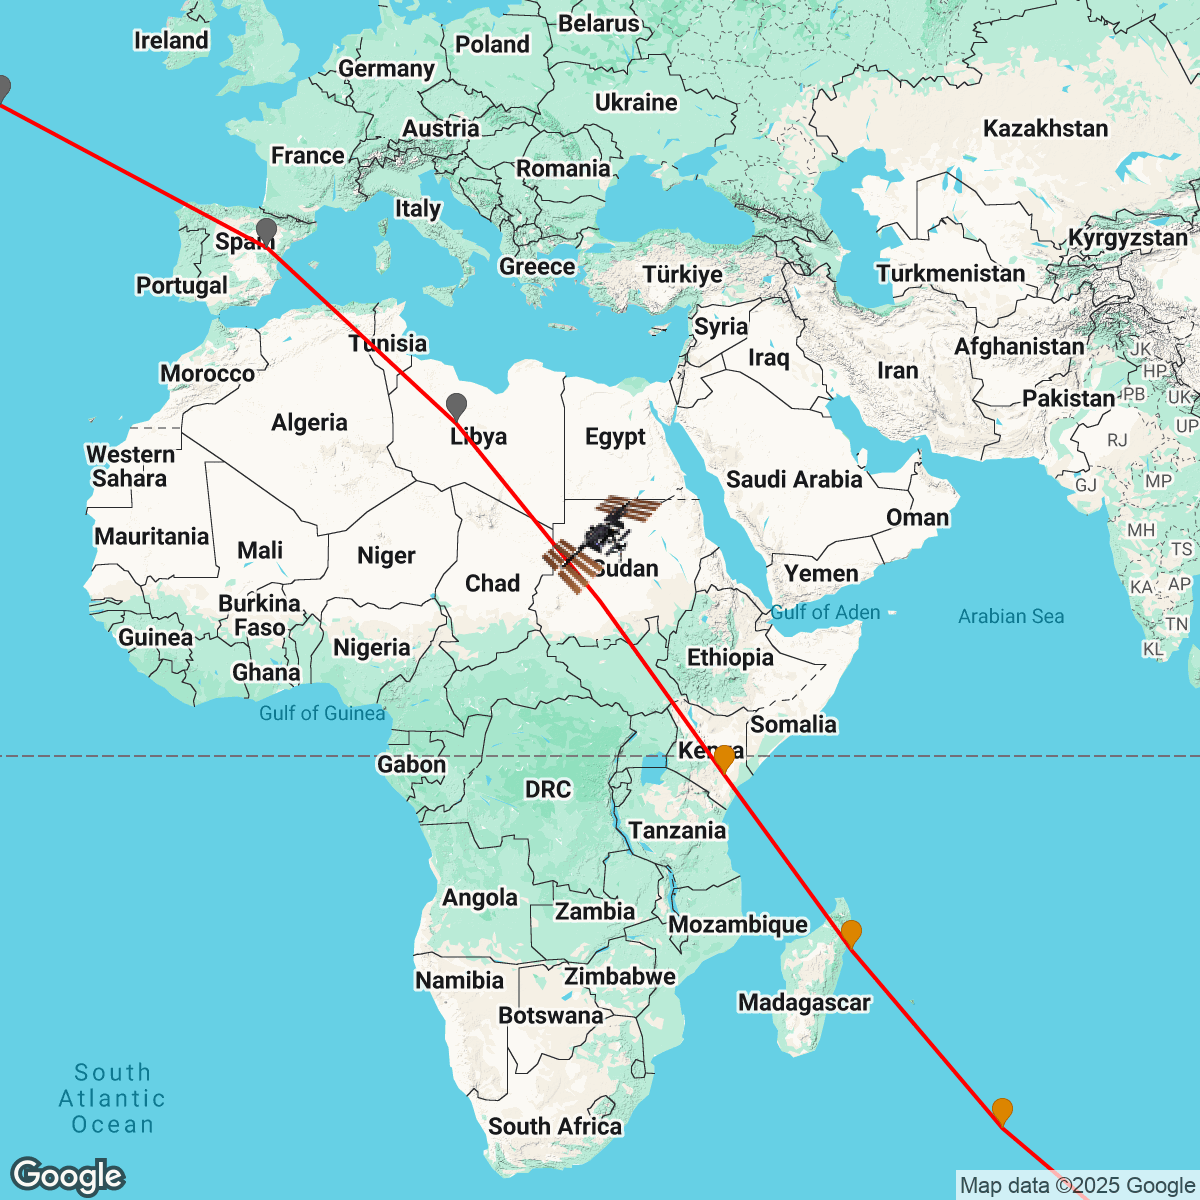 Ireland
Belarus
Poland
Germany
Ukraine
Austria
Kazakhstan
France
Romania
Italy
Kyrgyzstan
Spain
Greece
Türkiye
Turkmenistan
Portugal
Syria
Tunisia
Afghanistan
JK
Iraq
HP
Iran
Morocco
Pakistan
PB
UK
Algeria
UP
Libya
Egypt
RJ
Western
Sahara
Saudi Arabia
GJ
MP
Oman
MH
Mauritania
Mali
Niger
TS
Sudan
Chad
Yemen
KA
AP
Burkina
Faso
Gulf of Aden
Arabian Sea
TN
Guinea
Nigeria
KL
Ethiopia
Ghana
Gulf of Guinea
Somalia
Kenya
Gabon
DRC
Tanzania
Angola
Zambia
Mozambique
Namibia
Zimbabwe
Madagascar
Botswana
South
Atlantic
Ocean
South Africa
Google
Map data ©2025 Google